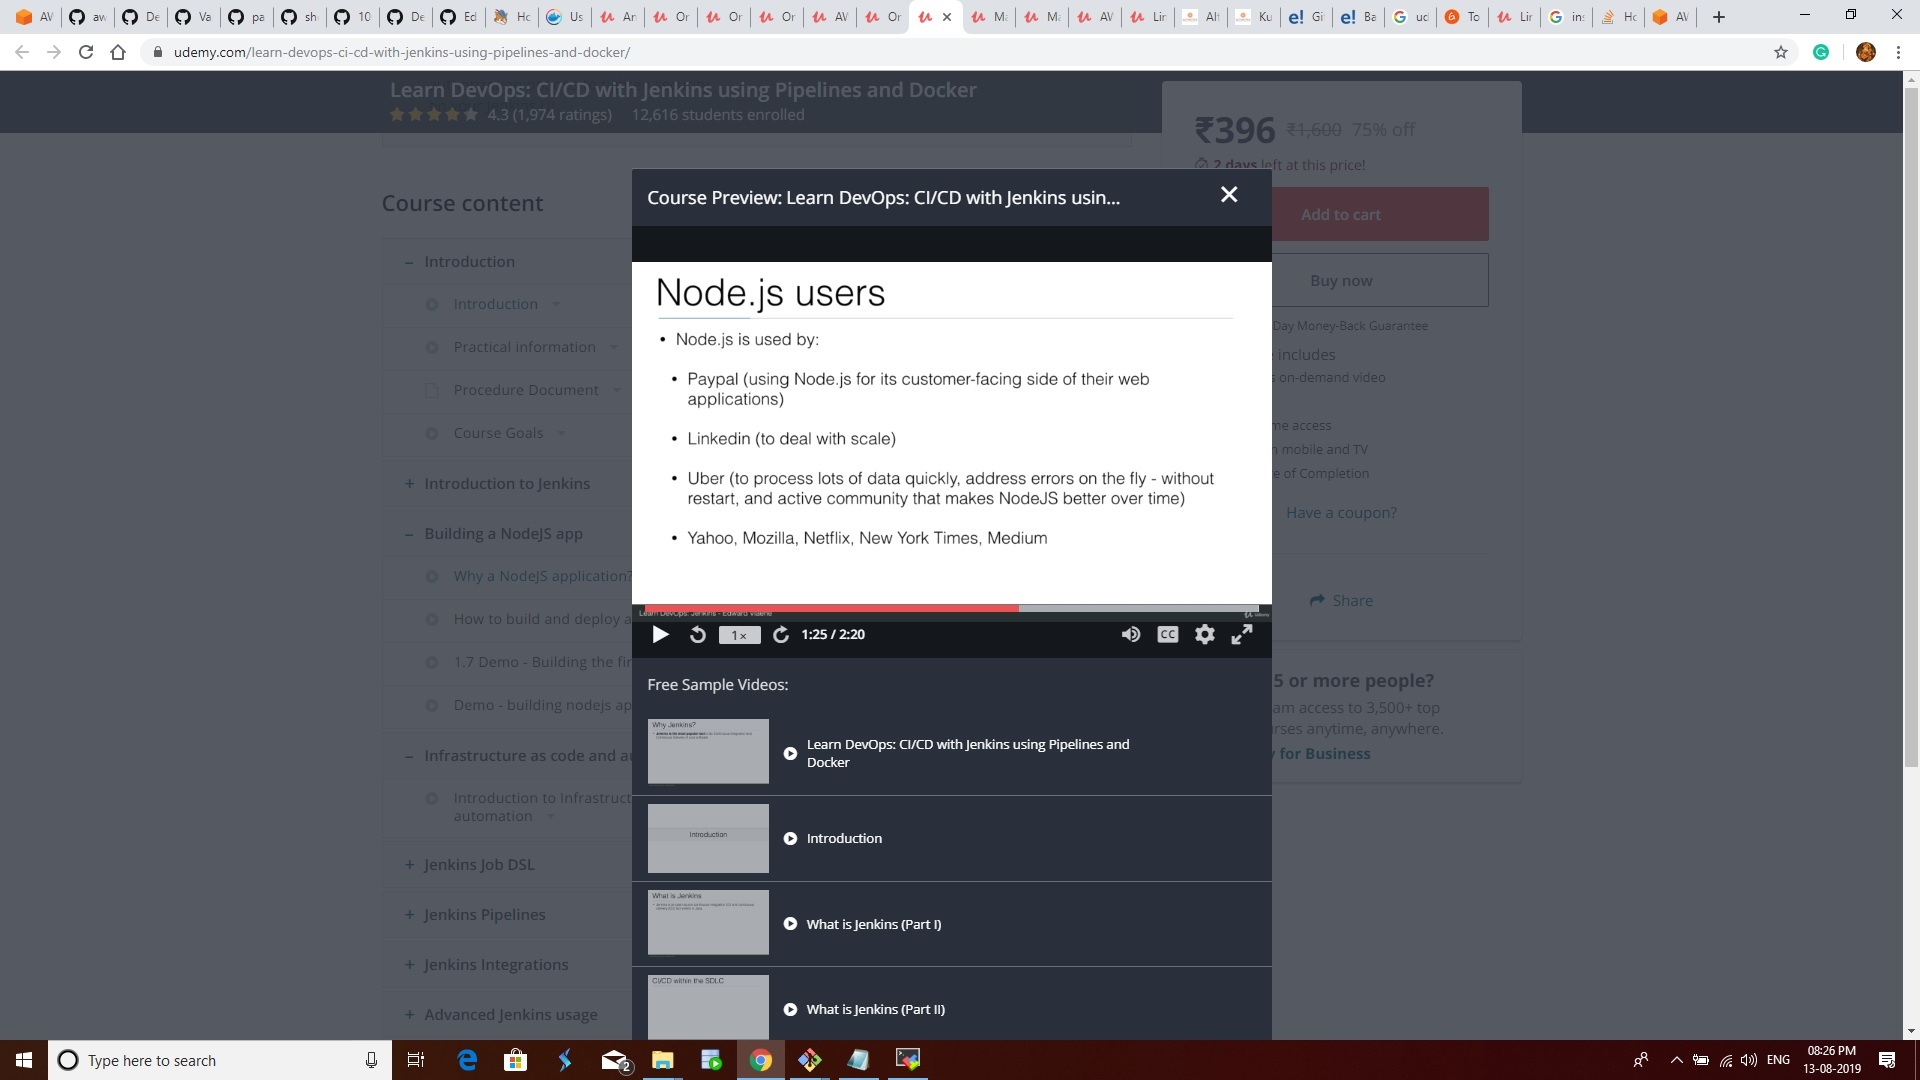 AV
aw
De
Va
pa
sh
10
De
Ed
Ho
Us
An
Or
Or
Or
AV
Or
Ma
Ma
AV
Lin
Alt
Ku
Gi
Ba
ud
To
Lin
in
Ho
AV
udemy.com/learn-devops-ci-cd-with-jenkins-using-pipelines-and-docker/
Learn DevOps: CI/CD with Jenkins using Pipelines and Docker
4.3 (1,974 ratings) 12,616 students enrolled
₹396 ₹1,600 75% off
2 days left at this price!
Add to cart
Buy now
Day Money-Back Guarantee
includes
on-demand video
me access
mobile and TV
e of Completion
Have a coupon?
Share
5 or more people?
am access to 3,500+ top
rses anytime, anywhere.
for Business
Course content
– Introduction
Introduction
Practical information
Procedure Document
Course Goals
+ Introduction to Jenkins
– Building a NodeJS app
Why a NodeJS application?
How to build and deploy a
1.7 Demo - Building the fir
Demo - building nodejs ap
– Infrastructure as code and a
Introduction to Infrastruct
automation
+ Jenkins Job DSL
+ Jenkins Pipelines
+ Jenkins Integrations
+ Advanced Jenkins usage
Course Preview: Learn DevOps: CI/CD with Jenkins usin...
Node.js users
• Node.js is used by:
• Paypal (using Node.js for its customer-facing side of their web
applications)
• Linkedin (to deal with scale)
• Uber (to process lots of data quickly, address errors on the fly - without
restart, and active community that makes NodeJS better over time)
• Yahoo, Mozilla, Netflix, New York Times, Medium
Learn DevOps: Jenkins - Edward Viaene
1x
1:25 / 2:20
CC
Free Sample Videos:
Why Jenkins?
Learn DevOps: CI/CD with Jenkins using Pipelines and
Docker
Introduction
Introduction
What is Jenkins
What is Jenkins (Part I)
CI/CD within the SDLC
What is Jenkins (Part II)
Type here to search
2
ENG
08:26 PM
13-08-2019